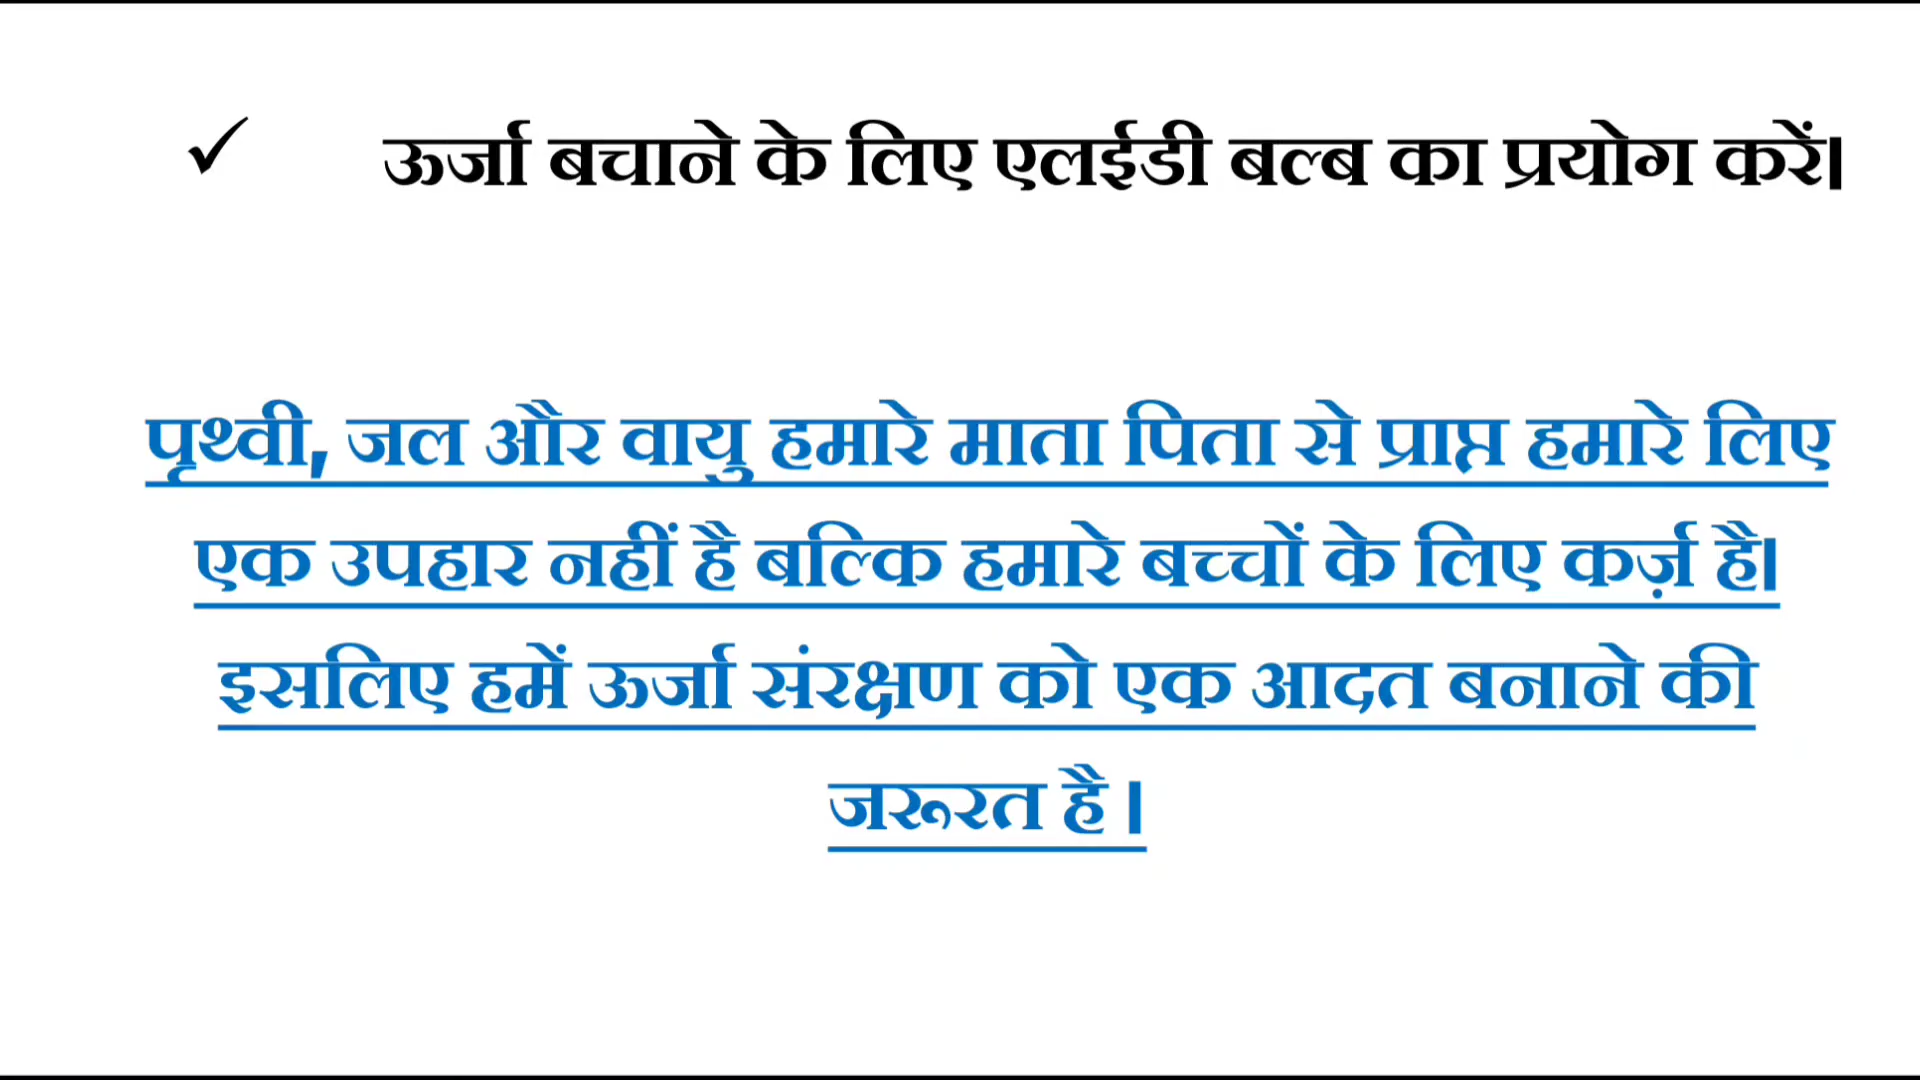 ✓ ऊर्जा बचाने के लिए एलईडी बल्ब का प्रयोग करें।
पृथ्वी, जल और वायु हमारे माता पिता से प्राप्त हमारे लिए
एक उपहार नहीं है बल्कि हमारे बच्चों के लिए कर्ज़ है।
इसलिए हमें ऊर्जा संरक्षण को एक आदत बनाने की
जरूरत है ।